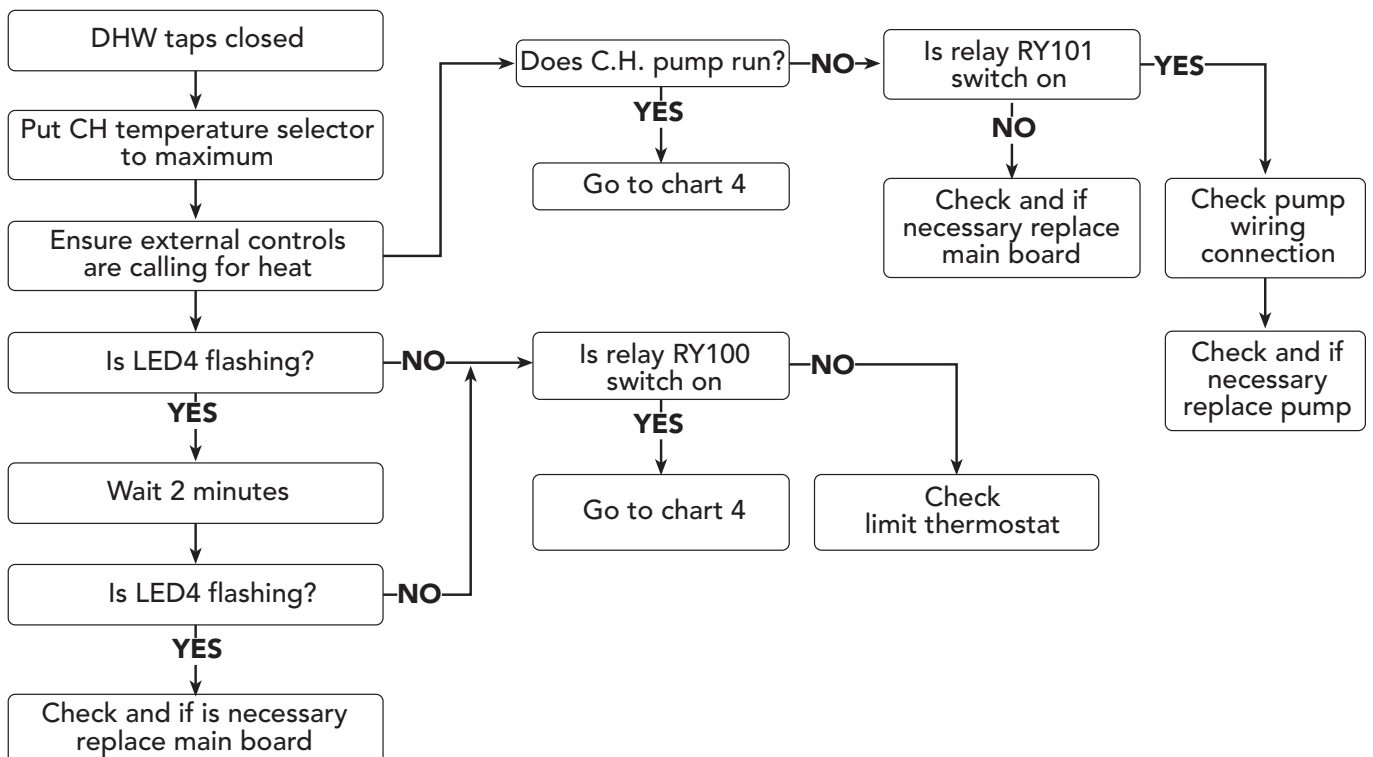 DHW taps closed
Put CH temperature selector
to maximum
Ensure external controls
are calling for heat
Is LED4 flashing?
NO
YES
Wait 2 minutes
Is LED4 flashing?
NO
YES
Check and if is necessary
replace main board
Does C.H. pump run?
NO
YES
Go to chart 4
Is relay RY101
switch on
YES
NO
Check and if
necessary replace
main board
Check pump
wiring
connection
Check and if
necessary
replace pump
Is relay RY100
switch on
NO
YES
Go to chart 4
Check
limit thermostat